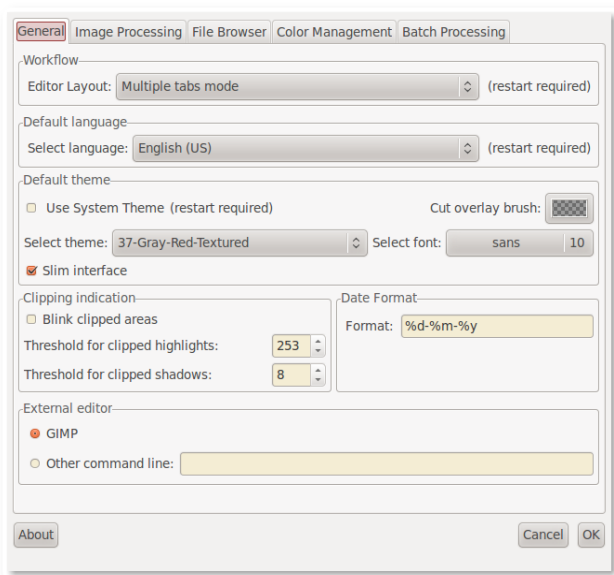 General Image Processing File Browser Color Management Batch Processing
Workflow
Editor Layout: Multiple tabs mode (restart required)
Default language
Select language: English (US) (restart required)
Default theme
Use System Theme (restart required) Cut overlay brush:
Select theme: 37-Gray-Red-Textured Select font: sans 10
Slim interface
Clipping indication Date Format
Blink clipped areas
Format: %d-%m-%y
Threshold for clipped highlights: 253
Threshold for clipped shadows: 8
External editor
GIMP
Other command line:
About Cancel OK